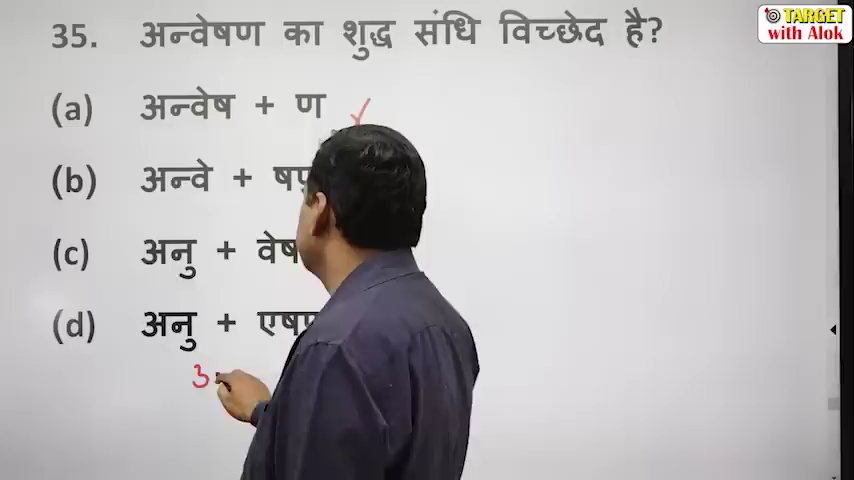 TARGET
with Alok
35. अन्वेषण का शुद्ध संधि विच्छेद है?
(a) अन्वेष + ण
(b) अन्वे +
(c) अनु +
(d) अनु +